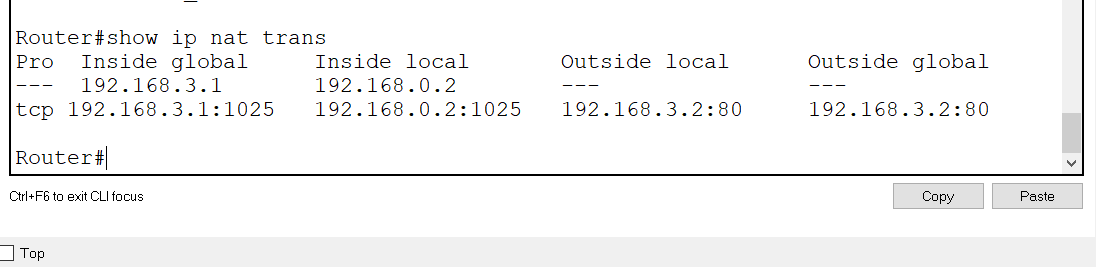 Router#show ip nat trans
Pro  Inside global     Inside local       Outside local      Outside global
---  192.168.3.1       192.168.0.2        ---                ---
tcp 192.168.3.1:1025   192.168.0.2:1025   192.168.3.2:80     192.168.3.2:80
Router#
Ctrl+F6 to exit CLI focus
Copy
Paste
Top